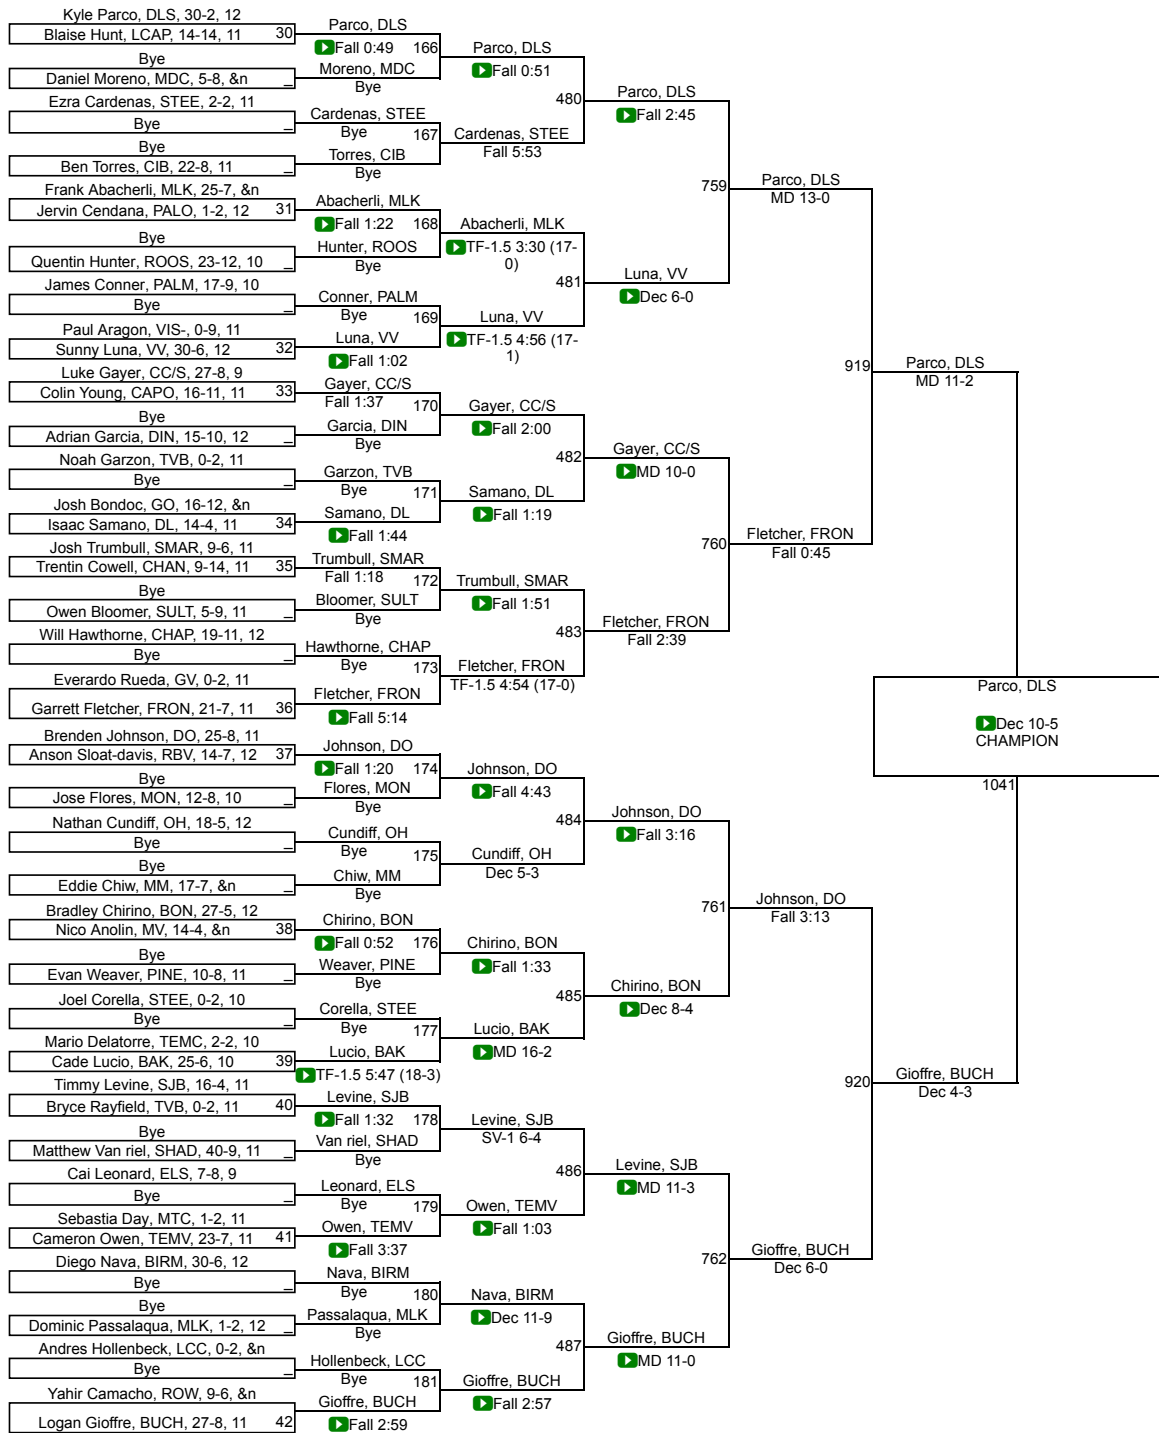 Kyle Parco, DLS, 30-2, 12
Blaise Hunt, LCAP, 14-14, 11
30
Bye
Daniel Moreno, MDC, 5-8, &n
_
Ezra Cardenas, STEE, 2-2, 11
Bye
_
Bye
Ben Torres, CIB, 22-8, 11
_
Frank Abacherli, MLK, 25-7, &n
Jervin Cendana, PALO, 1-2, 12
31
Bye
Quentin Hunter, ROOS, 23-12, 10
_
James Conner, PALM, 17-9, 10
Bye
_
Paul Aragon, VIS-, 0-9, 11
Sunny Luna, VV, 30-6, 12
32
Luke Gayer, CC/S, 27-8, 9
Colin Young, CAPO, 16-11, 11
33
Bye
Adrian Garcia, DIN, 15-10, 12
_
Noah Garzon, TVB, 0-2, 11
Bye
_
Josh Bondoc, GO, 16-12, &n
Isaac Samano, DL, 14-4, 11
34
Josh Trumbull, SMAR, 9-6, 11
Trentin Cowell, CHAN, 9-14, 11
35
Bye
Owen Bloomer, SULT, 5-9, 11
_
Will Hawthorne, CHAP, 19-11, 12
Bye
_
Everardo Rueda, GV, 0-2, 11
Garrett Fletcher, FRON, 21-7, 11
36
Brenden Johnson, DO, 25-8, 11
Anson Sloat-davis, RBV, 14-7, 12
37
Bye
Jose Flores, MON, 12-8, 10
_
Nathan Cundiff, OH, 18-5, 12
Bye
_
Bye
Eddie Chiw, MM, 17-7, &n
_
Bradley Chirino, BON, 27-5, 12
Nico Anolin, MV, 14-4, &n
38
Bye
Evan Weaver, PINE, 10-8, 11
_
Joel Corella, STEE, 0-2, 10
Bye
_
Mario Delatorre, TEMC, 2-2, 10
Cade Lucio, BAK, 25-6, 10
39
Timmy Levine, SJB, 16-4, 11
Bryce Rayfield, TVB, 0-2, 11
40
Bye
Matthew Van riel, SHAD, 40-9, 11
_
Cai Leonard, ELS, 7-8, 9
Bye
_
Sebastia Day, MTC, 1-2, 11
Cameron Owen, TEMV, 23-7, 11
41
Diego Nava, BIRM, 30-6, 12
Bye
_
Bye
Dominic Passalaqua, MLK, 1-2, 12
_
Andres Hollenbeck, LCC, 0-2, &n
Bye
_
Yahir Camacho, ROW, 9-6, &n
Logan Gioffre, BUCH, 27-8, 11
42
Parco, DLS
Fall 0:49
166
Moreno, MDC
Bye
Cardenas, STEE
Bye
167
Torres, CIB
Bye
Abacherli, MLK
Fall 1:22
168
Hunter, ROOS
Bye
Conner, PALM
Bye
169
Luna, VV
Fall 1:02
Gayer, CC/S
Fall 1:37
170
Garcia, DIN
Bye
Garzon, TVB
Bye
171
Samano, DL
Fall 1:44
Trumbull, SMAR
Fall 1:18
172
Bloomer, SULT
Bye
Hawthorne, CHAP
Bye
173
Fletcher, FRON
Fall 5:14
Johnson, DO
Fall 1:20
174
Flores, MON
Bye
Cundiff, OH
Bye
175
Chiw, MM
Bye
Chirino, BON
Fall 0:52
176
Weaver, PINE
Bye
Corella, STEE
Bye
177
Lucio, BAK
TF-1.5 5:47 (18-3)
Levine, SJB
Fall 1:32
178
Van riel, SHAD
Bye
Leonard, ELS
Bye
179
Owen, TEMV
Fall 3:37
Nava, BIRM
Bye
180
Passalaqua, MLK
Bye
Hollenbeck, LCC
Bye
181
Gioffre, BUCH
Fall 2:59
Parco, DLS
Fall 0:51
480
Cardenas, STEE
Fall 5:53
Abacherli, MLK
TF-1.5 3:30 (17-
0)
481
Luna, VV
TF-1.5 4:56 (17-
1)
Gayer, CC/S
Fall 2:00
482
Samano, DL
Fall 1:19
Trumbull, SMAR
Fall 1:51
483
Fletcher, FRON
TF-1.5 4:54 (17-0)
Johnson, DO
Fall 4:43
484
Cundiff, OH
Dec 5-3
Chirino, BON
Fall 1:33
485
Lucio, BAK
MD 16-2
Levine, SJB
SV-1 6-4
486
Owen, TEMV
Fall 1:03
Nava, BIRM
Dec 11-9
487
Gioffre, BUCH
Fall 2:57
Parco, DLS
Fall 2:45
759
Luna, VV
Dec 6-0
Gayer, CC/S
MD 10-0
760
Fletcher, FRON
Fall 2:39
Johnson, DO
Fall 3:16
761
Chirino, BON
Dec 8-4
Levine, SJB
MD 11-3
762
Gioffre, BUCH
MD 11-0
Parco, DLS
MD 13-0
919
Fletcher, FRON
Fall 0:45
Johnson, DO
Fall 3:13
920
Gioffre, BUCH
Dec 6-0
Parco, DLS
MD 11-2
Gioffre, BUCH
Dec 4-3
Parco, DLS
Dec 10-5
CHAMPION
1041